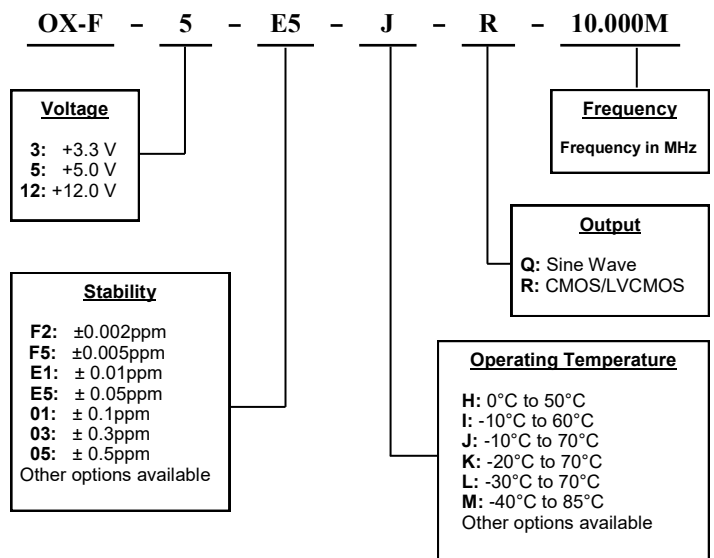 OX-F – 5 – E5 – J – R – 10.000M
Voltage
3: +3.3 V
5: +5.0 V
12: +12.0 V
Frequency
Frequency in MHz
Output
Q: Sine Wave
R: CMOS/LVCMOS
Stability
F2: ±0.002ppm
F5: ±0.005ppm
E1: ± 0.01ppm
E5: ± 0.05ppm
01: ± 0.1ppm
03: ± 0.3ppm
05: ± 0.5ppm
Other options available
Operating Temperature
H: 0°C to 50°C
I: -10°C to 60°C
J: -10°C to 70°C
K: -20°C to 70°C
L: -30°C to 70°C
M: -40°C to 85°C
Other options available